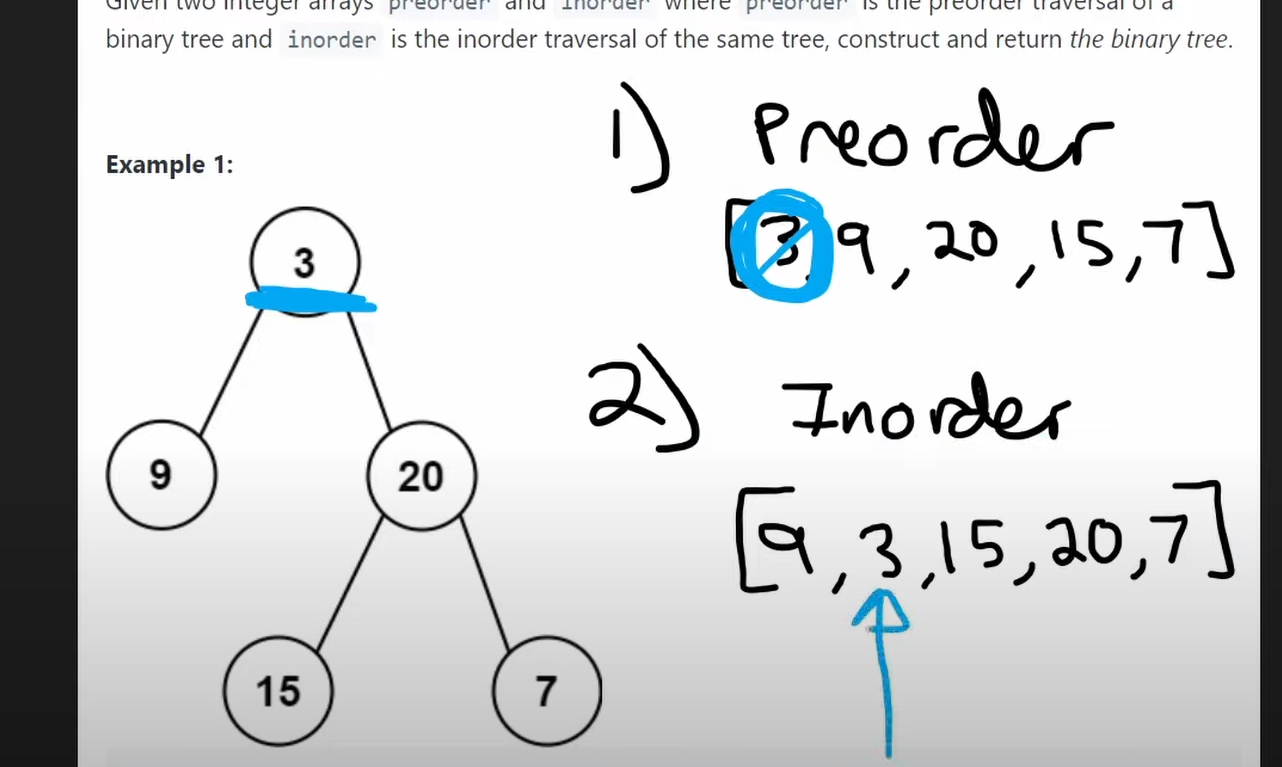 Given two integer arrays preorder and inorder where preorder is the preorder traversal of a
binary tree and inorder is the inorder traversal of the same tree, construct and return the binary tree.
Example 1:
3
9
20
15
7
1) Preorder
[3, 9, 20, 15, 7]
2) Inorder
[9, 3, 15, 20, 7]